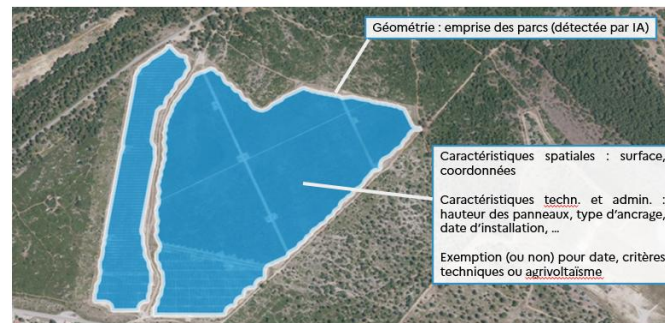 Géométrie : emprise des parcs (détectée par IA)
Caractéristiques spatiales : surface,
coordonnées
Caractéristiques techn. et admin. :
hauteur des panneaux, type d'ancrage,
date d'installation, ...
Exemption (ou non) pour date, critères
techniques ou agrivoltaïsme